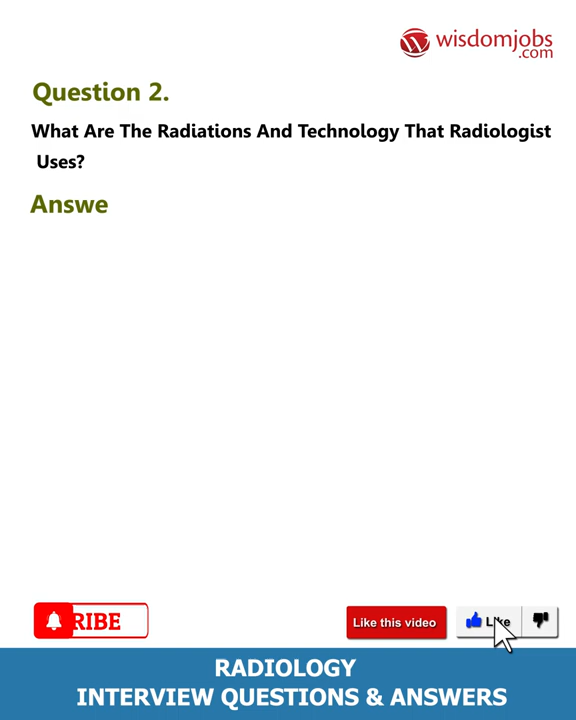 wisdomjobs
.com
Question 2.
What Are The Radiations And Technology That Radiologist
Uses?
Answe
RIBE
Like this video
Like
RADIOLOGY
INTERVIEW QUESTIONS & ANSWERS